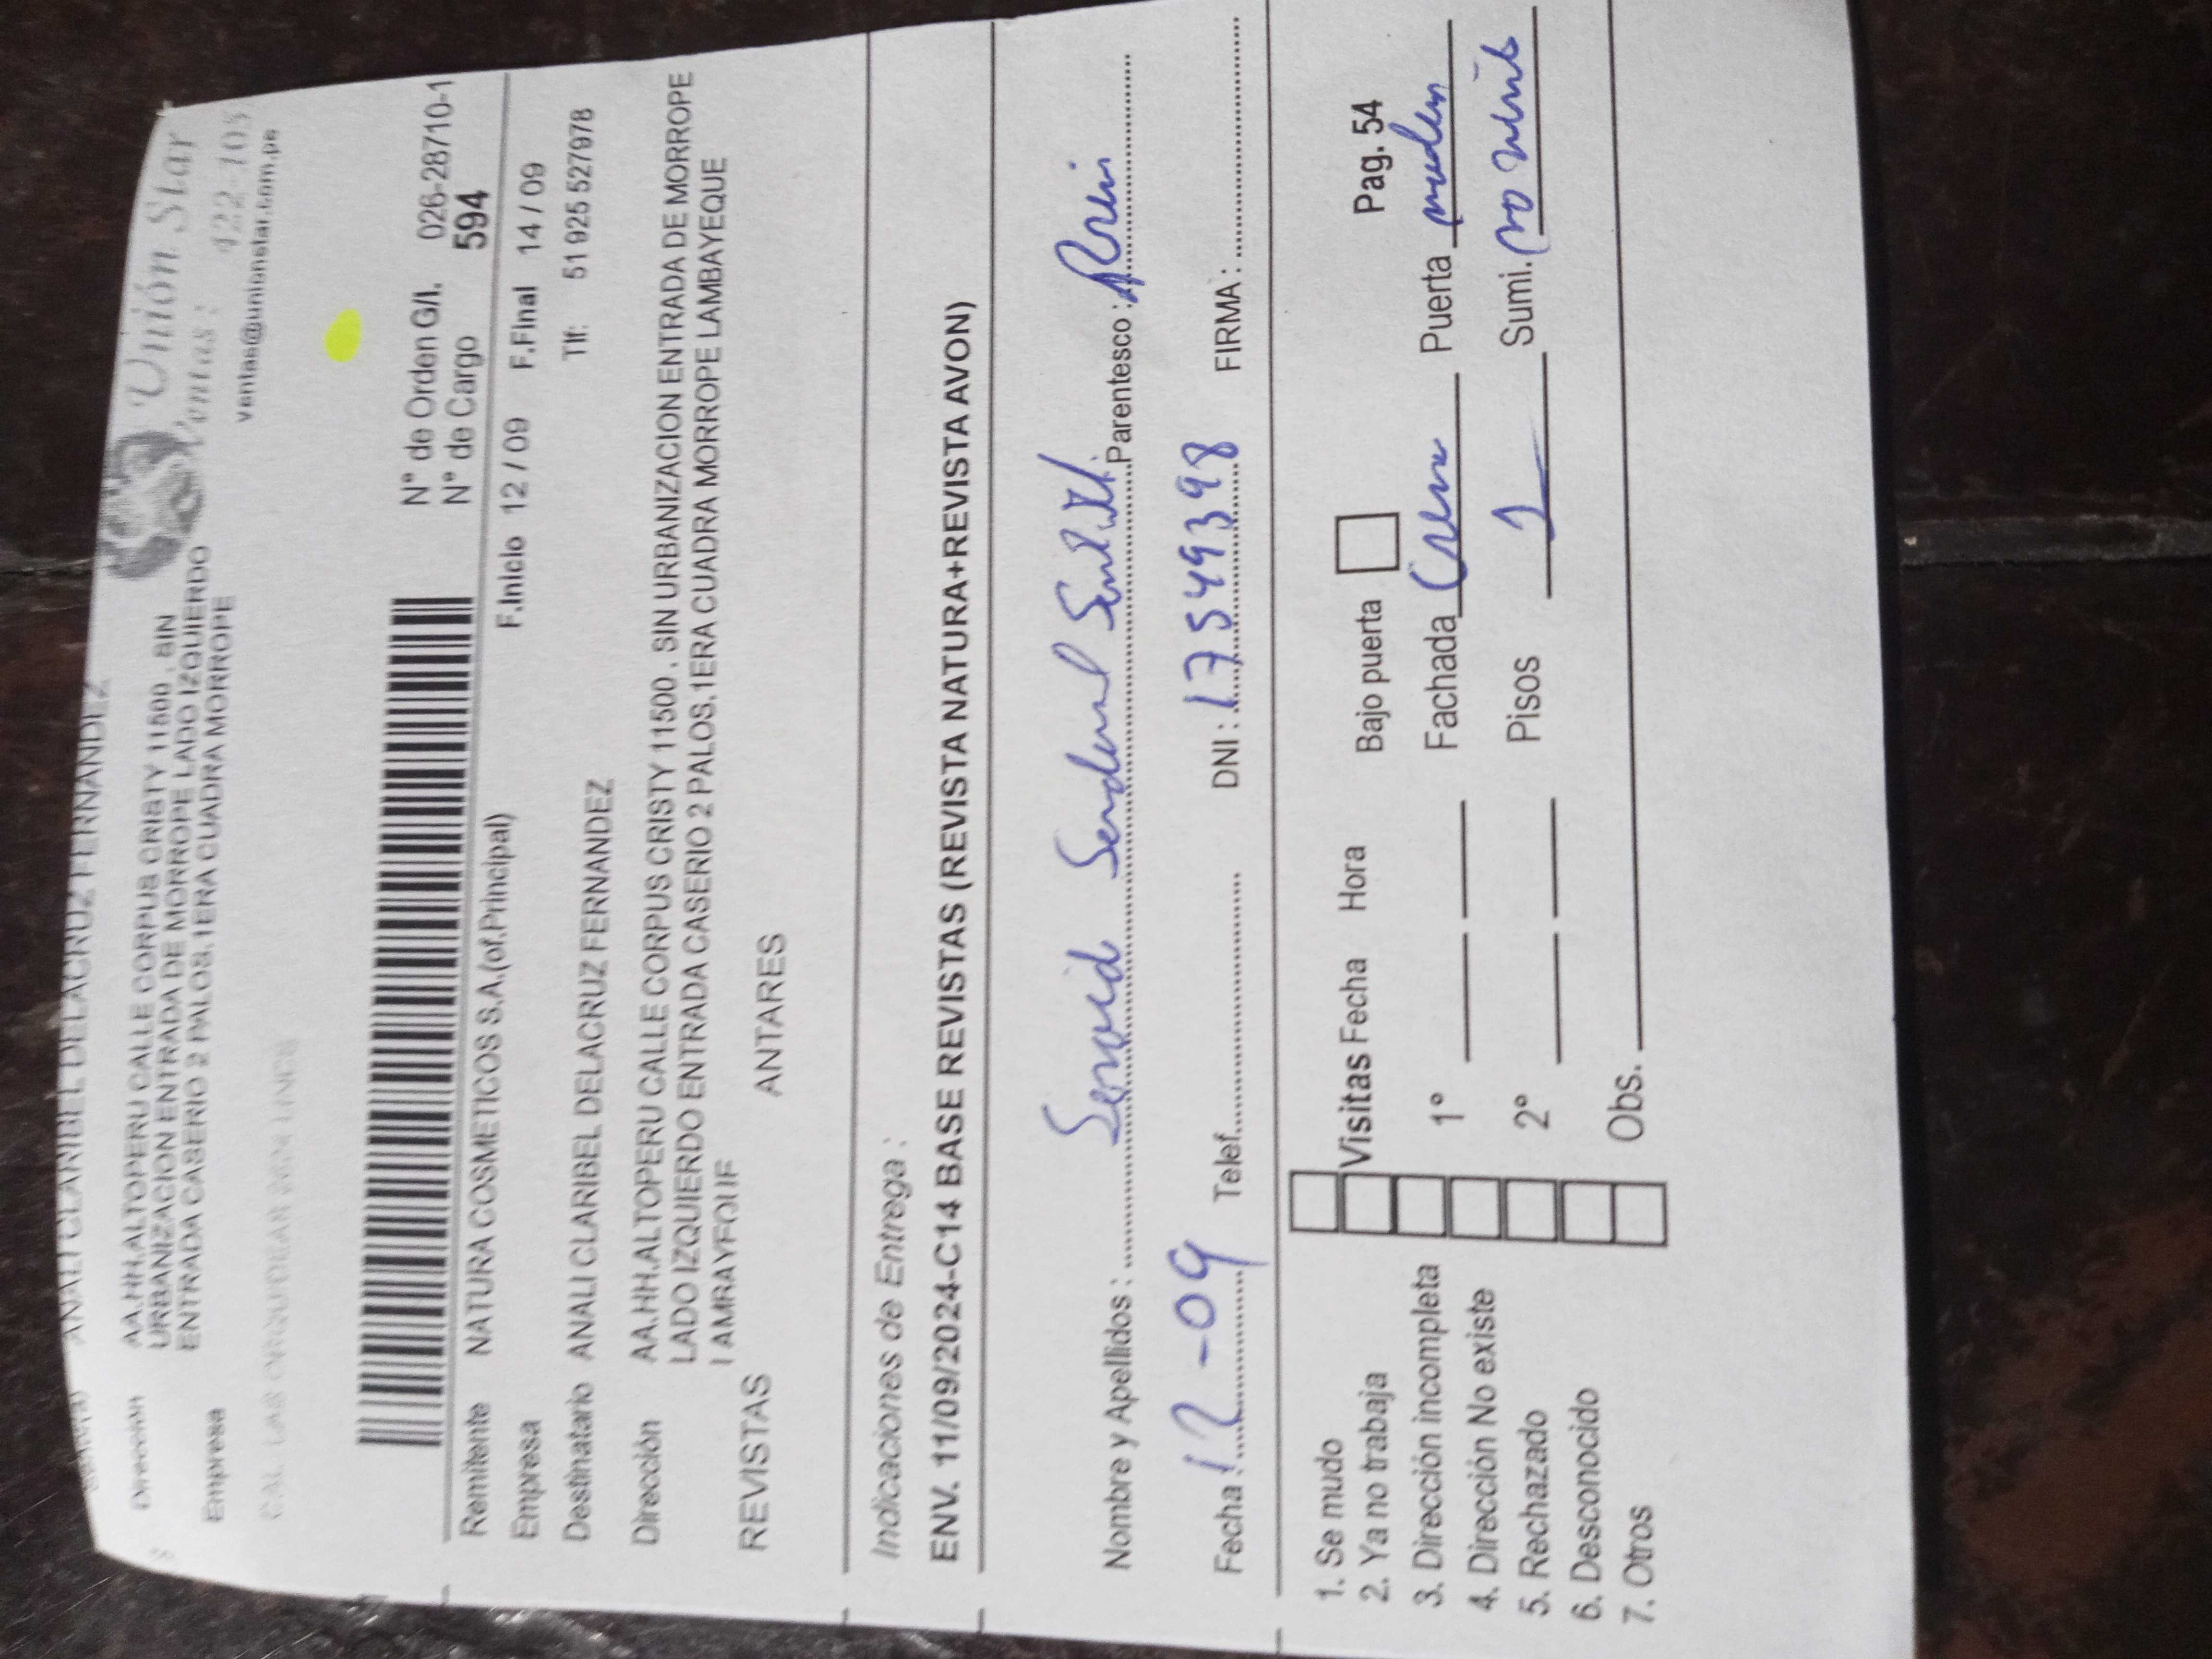 ANALI CLARIBEL DELACRUZ FERNANDEZ
Dirección AA.HH.ALTOPERU CALLE CORPUS CRISTY 11500 . SIN
URBANIZACION ENTRADA DE MORROPE LADO IZQUIERDO
ENTRADA CASERIO 2 PALOS.1ERA CUADRA MORROPE
Empresa
Unión Star
Ventas :
ventas@unionstar.com.pe
N° de Orden G/I. 026-28710-1
N° de Cargo 594
Remitente NATURA COSMETICOS S.A.(of.Principal) F.Inicio 12 / 09 F.Final 14 / 09
Empresa Tlf: 51 925 527978
Destinatario ANALI CLARIBEL DELACRUZ FERNANDEZ
Dirección AA.HH.ALTOPERU CALLE CORPUS CRISTY 11500 . SIN URBANIZACION ENTRADA DE MORROPE
LADO IZQUIERDO ENTRADA CASERIO 2 PALOS.1ERA CUADRA MORROPE LAMBAYEQUE
REVISTAS ANTARES
Indicaciones de Entrega :
ENV. 11/09/2024-C14 BASE REVISTAS (REVISTA NATURA+REVISTA AVON)
Nombre y Apellidos : Parentesco :
Fecha : 12-09 Telef. DNI : 17549398 FIRMA :
1. Se mudo
2. Ya no trabaja
3. Dirección incompleta
4. Dirección No existe
5. Rechazado
6. Desconocido
7. Otros
Visitas Fecha Hora Bajo puerta Pag. 54
1° Fachada Puerta
2° Pisos 1 Sumi.
Obs.